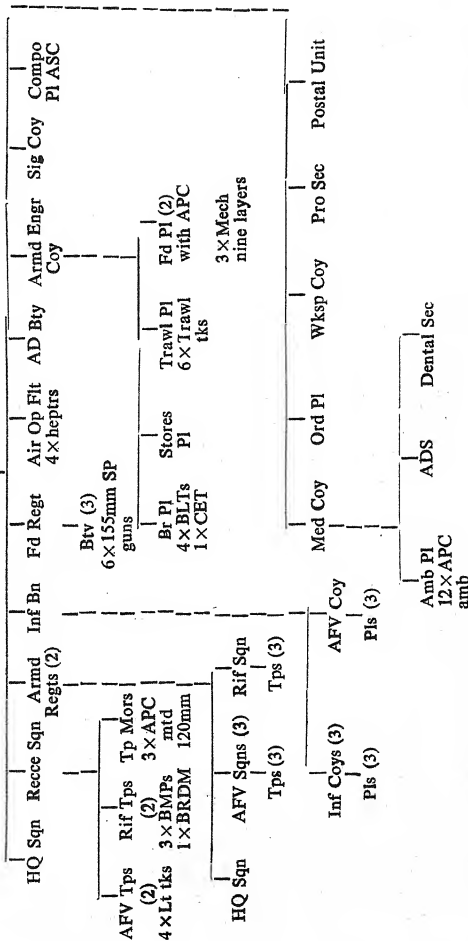 HQ Sqn
Recce Sqn
Armd
Regts (2)
Inf Bn
Fd Regt
Air Op Flt
4×heptrs
AD Bty
Armd Engr
Coy
Sig Coy
Compo
Pl ASC
AFV Tps
(2)
4×Lt tks
Rif Tps
(2)
3×BMPs
1×BRDM
Tp Mors
3×APC
mtd
120mm
Btv (3)
6×155mm SP
guns
Br Pl
4×BLTs
1×CET
Stores
Pl
Trawl Pl
6×Trawl
tks
Fd Pl (2)
with APC
3×Mech
nine layers
HQ Sqn
AFV Sqns (3)
Tps (3)
Rif Sqn
Tps (3)
Inf Coys (3)
Pls (3)
AFV Coy
Pls (3)
Med Coy
Ord Pl
Wksp Coy
Pro Sec
Postal Unit
Amb Pl
12×APC
amb
ADS
Dental Sec